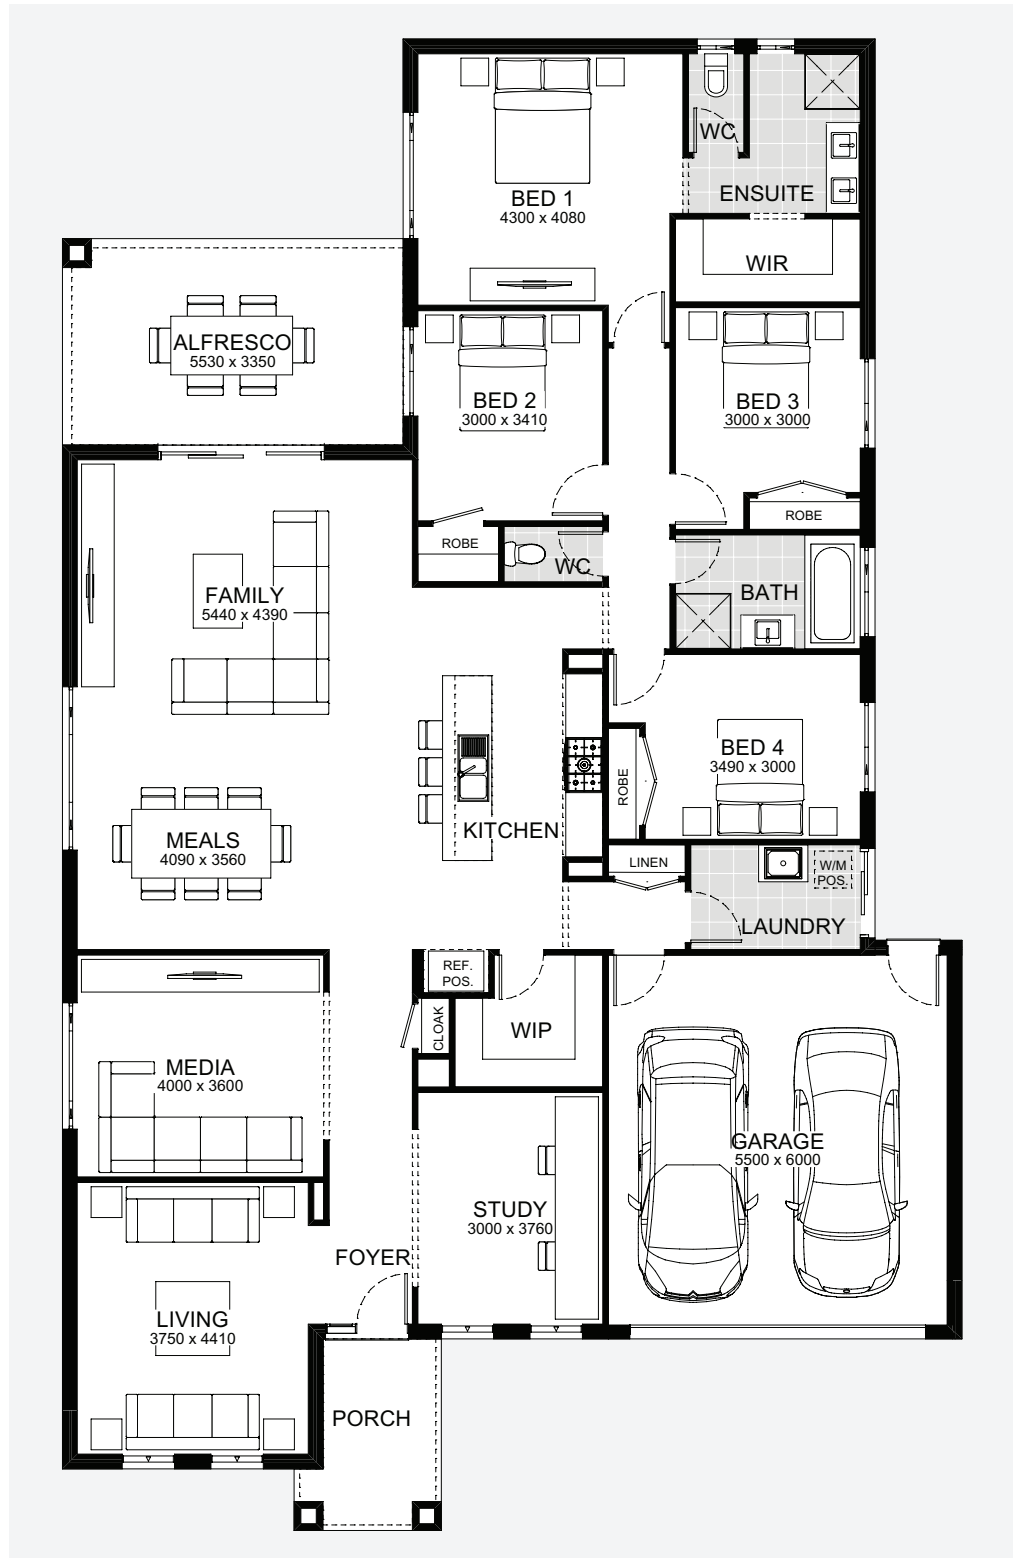 WC
ENSUITE
BED 1
4300 x 4080
WIR
ALFRESCO
5530 x 3350
BED 2
3000 x 3410
BED 3
3000 x 3000
ROBE
ROBE
WC
BATH
FAMILY
5440 x 4390
BED 4
3490 x 3000
ROBE
KITCHEN
MEALS
4090 x 3560
LINEN
W/M
POS.
LAUNDRY
REF.
POS.
CLOAK
WIP
MEDIA
4000 x 3600
GARAGE
5500 x 6000
STUDY
3000 x 3760
FOYER
LIVING
3750 x 4410
PORCH